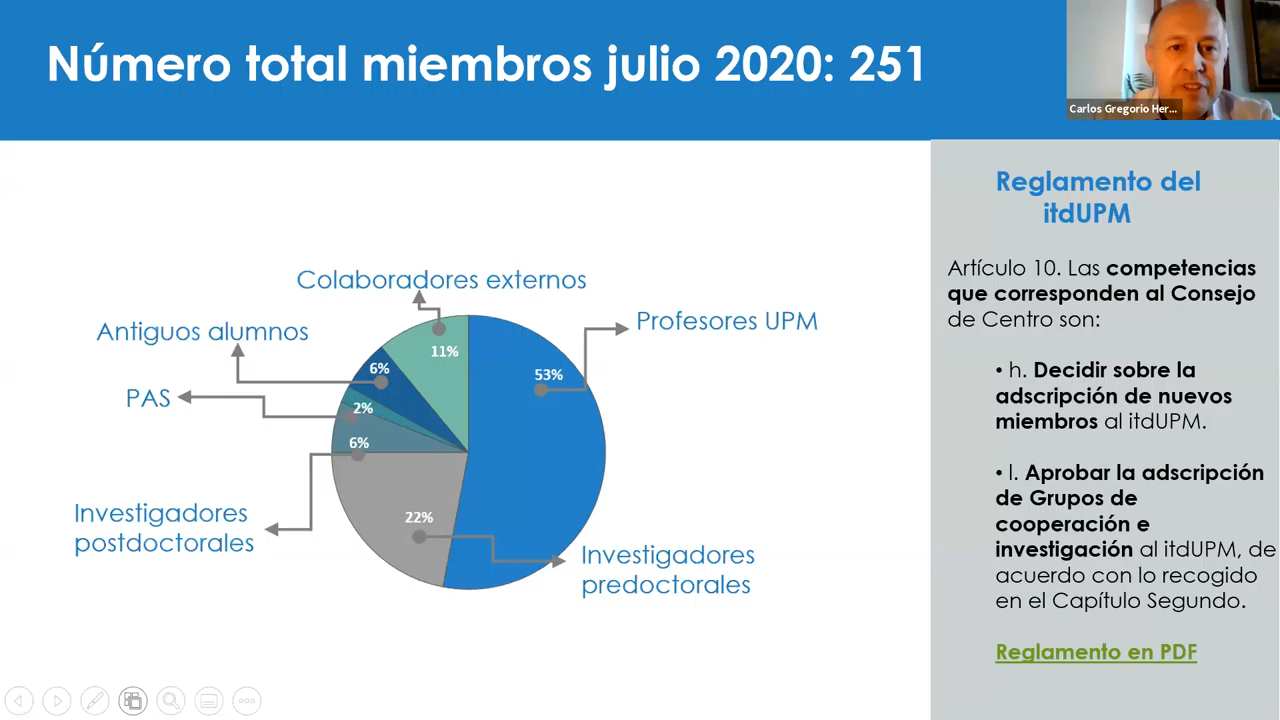 Número total miembros julio 2020: 251
Carlos Gregorio Her...
Colaboradores externos
Antiguos alumnos
Profesores UPM
PAS
11%
6%
53%
2%
6%
22%
Investigadores
postdoctorales
Investigadores
predoctorales
Reglamento del
itdUPM
Artículo 10. Las competencias
que corresponden al Consejo
de Centro son:
• h. Decidir sobre la
adscripción de nuevos
miembros al itdUPM.
• l. Aprobar la adscripción
de Grupos de
cooperación e
investigación al itdUPM, de
acuerdo con lo recogido
en el Capítulo Segundo.
Reglamento en PDF